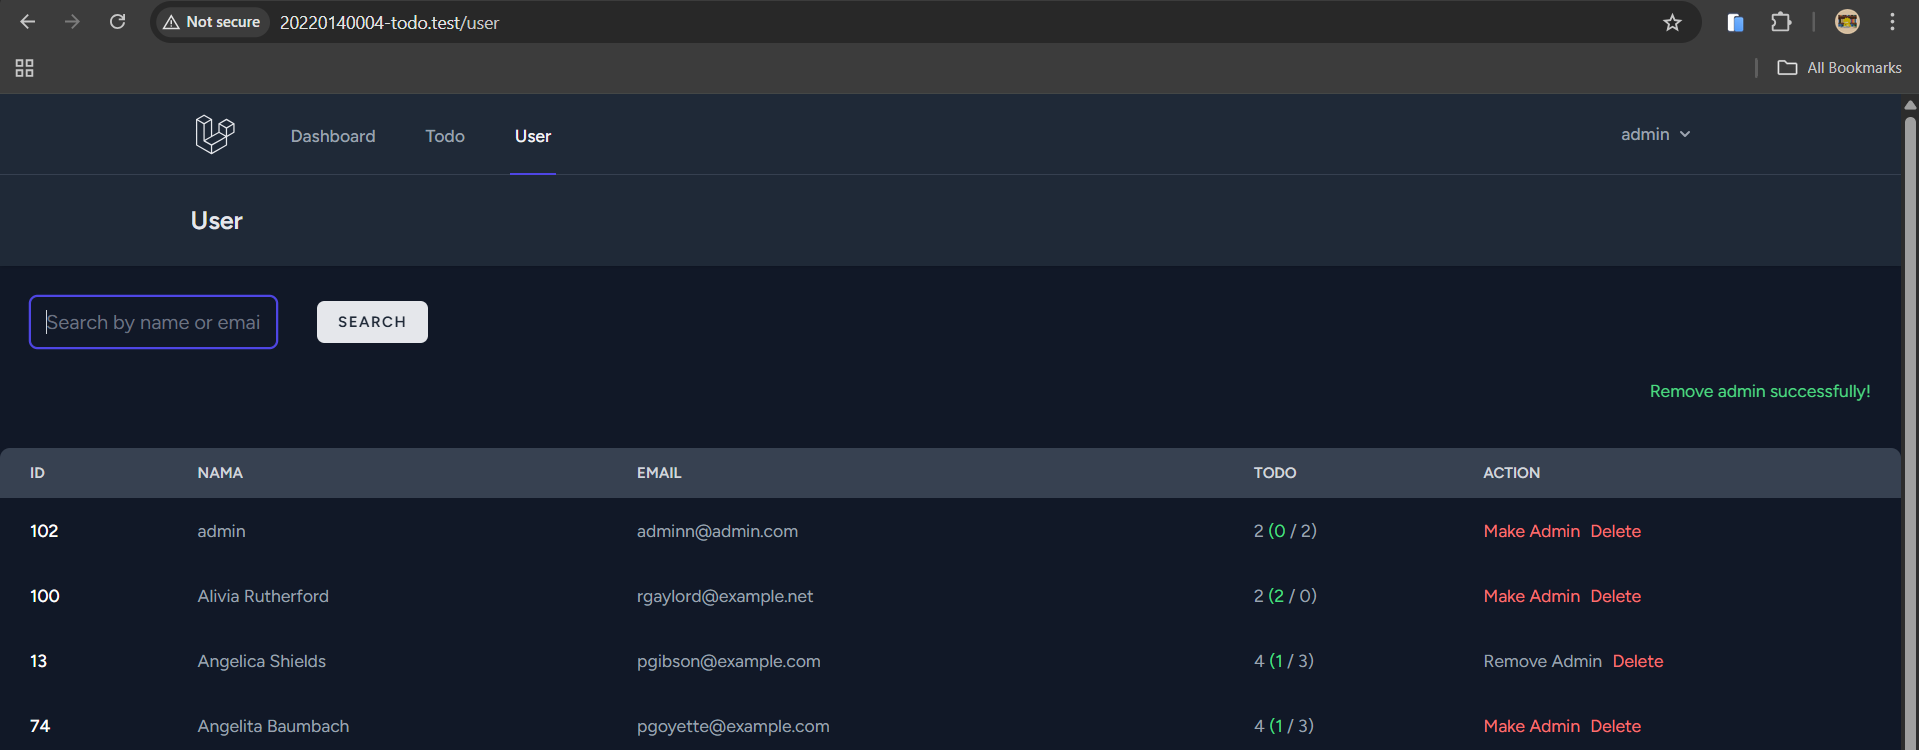 Not secure 20220140004-todo.test/user
All Bookmarks
Dashboard Todo User admin
User
Search by name or emai SEARCH
Remove admin successfully!
ID NAMA EMAIL TODO ACTION
102 admin adminn@admin.com 2 (0 / 2) Make Admin Delete
100 Alivia Rutherford rgaylord@example.net 2 (2 / 0) Make Admin Delete
13 Angelica Shields pgibson@example.com 4 (1 / 3) Remove Admin Delete
74 Angelita Baumbach pgoyette@example.com 4 (1 / 3) Make Admin Delete